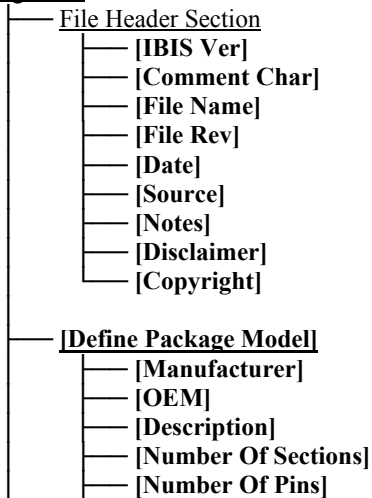 File Header Section
[IBIS Ver]
[Comment Char]
[File Name]
[File Rev]
[Date]
[Source]
[Notes]
[Disclaimer]
[Copyright]
[Define Package Model]
[Manufacturer]
[OEM]
[Description]
[Number Of Sections]
[Number Of Pins]